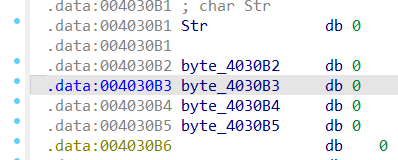 .data:004030B1 ; char Str
.data:004030B1 Str db 0
.data:004030B1
.data:004030B2 byte_4030B2 db 0
.data:004030B3 byte_4030B3 db 0
.data:004030B4 byte_4030B4 db 0
.data:004030B5 byte_4030B5 db 0
.data:004030B6 db 0